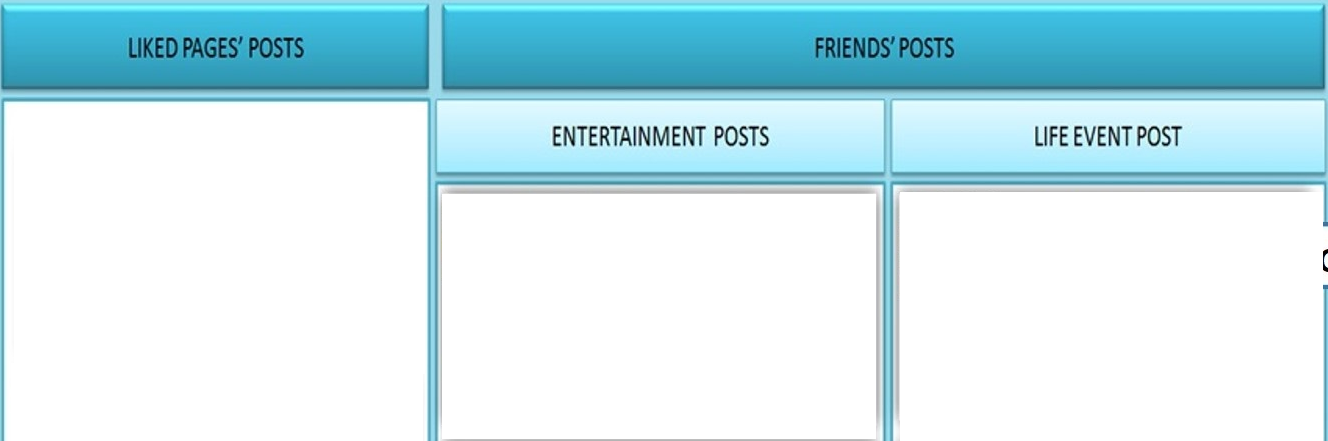 LIKED PAGES’ POSTS
FRIENDS’ POSTS
ENTERTAINMENT POSTS
LIFE EVENT POST